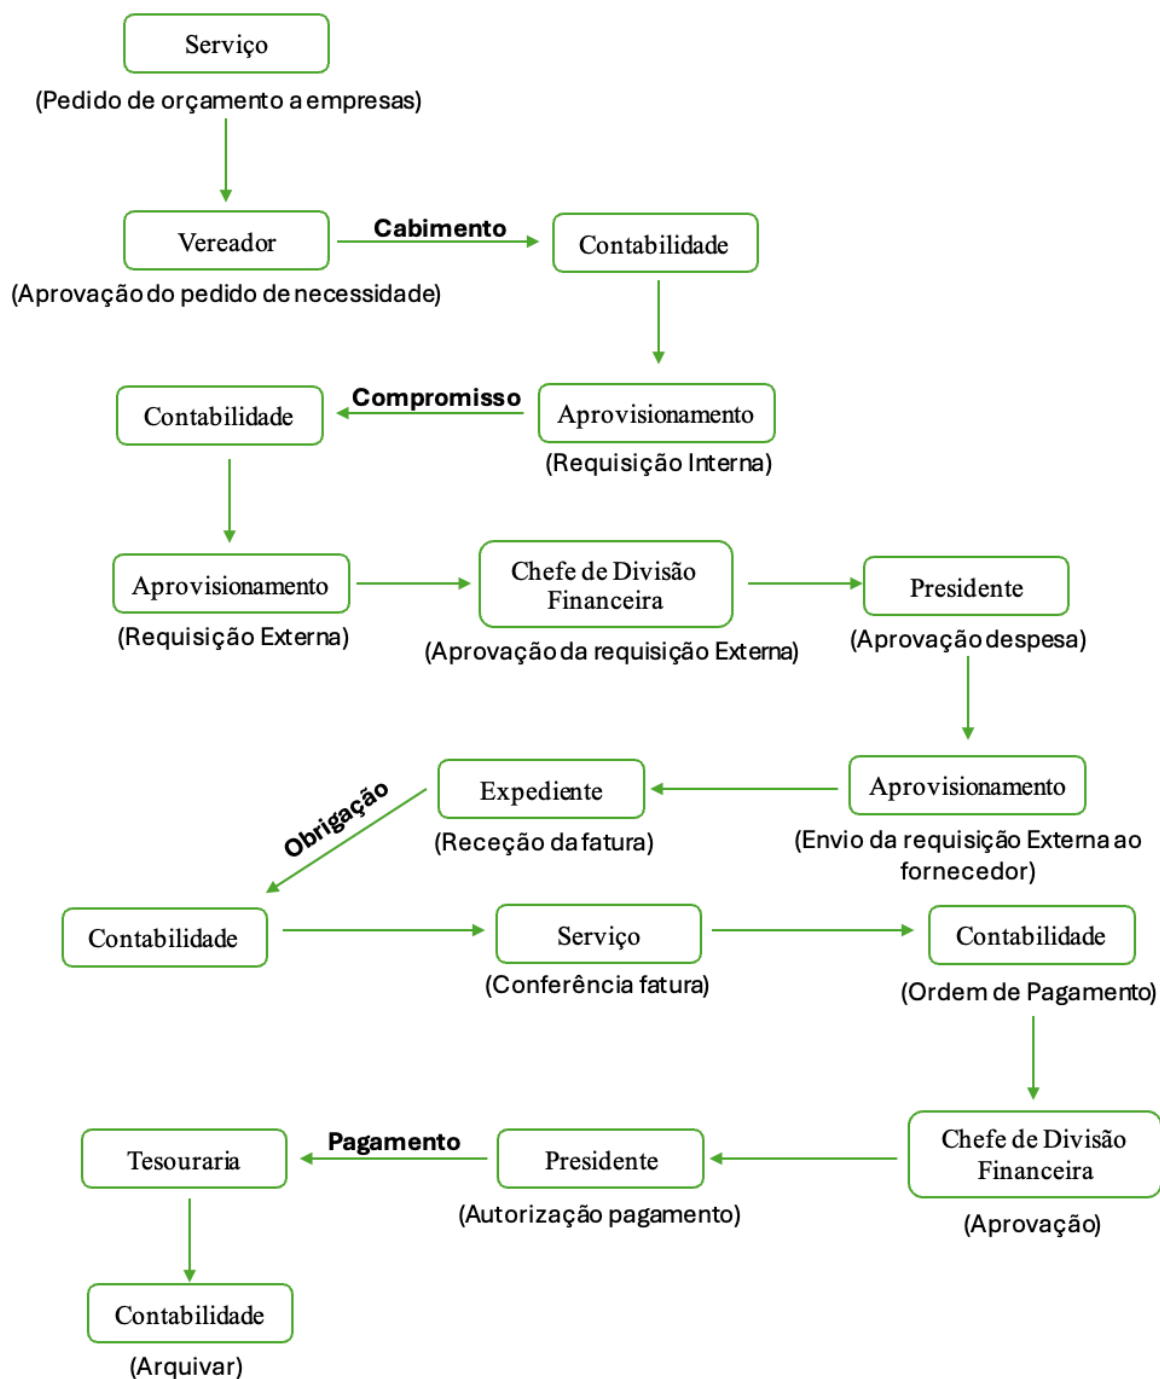 Serviço
(Pedido de orçamento a empresas)
Vereador
Cabimento
Contabilidade
(Aprovação do pedido de necessidade)
Contabilidade
Compromisso
Aprovisionamento
(Requisição Interna)
Aprovisionamento
(Requisição Externa)
Chefe de Divisão
Financeira
(Aprovação da requisição Externa)
Presidente
(Aprovação despesa)
Aprovisionamento
(Envio da requisição Externa ao
fornecedor)
Expediente
(Receção da fatura)
Obrigação
Contabilidade
Serviço
(Conferência fatura)
Contabilidade
(Ordem de Pagamento)
Chefe de Divisão
Financeira
(Aprovação)
Presidente
(Autorização pagamento)
Pagamento
Tesouraria
Contabilidade
(Arquivar)